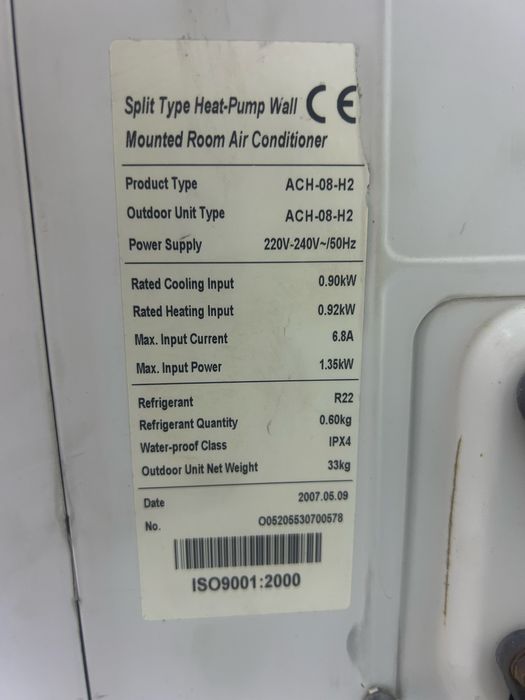 Split Type Heat-Pump Wall CE
Mounted Room Air Conditioner
Product Type ACH-08-H2
Outdoor Unit Type ACH-08-H2
Power Supply 220V-240V~/50Hz
Rated Cooling Input 0.90kW
Rated Heating Input 0.92kW
Max. Input Current 6.8A
Max. Input Power 1.35kW
Refrigerant R22
Refrigerant Quantity 0.60kg
Water-proof Class IPX4
Outdoor Unit Net Weight 33kg
Date 2007.05.09
No. O05205530700578
ISO9001:2000